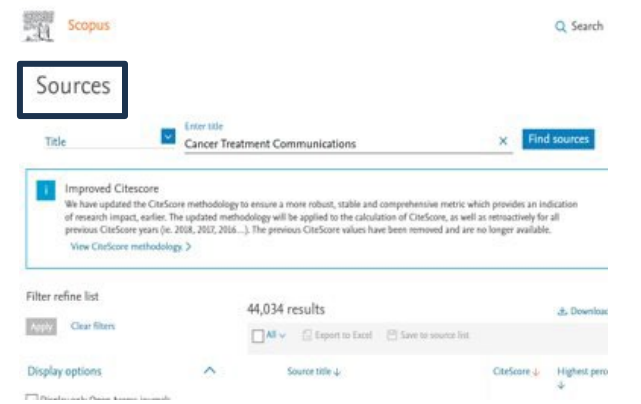 Scopus
Search
Sources
Enter title
Title
Cancer Treatment Communications
Find sources
Improved Citescore
We have updated the CiteScore methodology to ensure a more robust, stable and comprehensive metric which provides an indication
of research impact, earlier. The updated methodology will be applied to the calculation of CiteScore, as well as retroactively for all
previous CiteScore years (ie. 2018, 2017, 2016...). The previous CiteScore values have been removed and are no longer available.
View CiteScore methodology
Filter refine list
44,034 results
Download
Apply Clear filters
All Export to Excel Save to source list
Display options
Source title
CiteScore
Highest perc
Display only Open Access journals